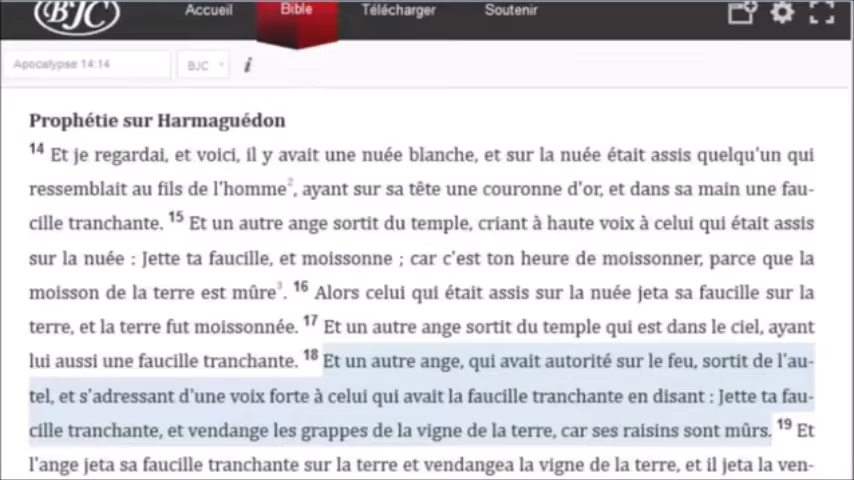 BJC
Accueil Bible Télécharger Soutenir
Apocalypse 14:14 BJC i
Prophétie sur Harmaguédon
14 Et je regardai, et voici, il y avait une nuée blanche, et sur la nuée était assis quelqu'un qui
ressemblait au fils de l'homme2, ayant sur sa tête une couronne d'or, et dans sa main une fau-
cille tranchante. 15 Et un autre ange sortit du temple, criant à haute voix à celui qui était assis
sur la nuée : Jette ta faucille, et moissonne ; car c'est ton heure de moissonner, parce que la
moisson de la terre est mûre3. 16 Alors celui qui était assis sur la nuée jeta sa faucille sur la
terre, et la terre fut moissonnée. 17 Et un autre ange sortit du temple qui est dans le ciel, ayant
lui aussi une faucille tranchante. 18 Et un autre ange, qui avait autorité sur le feu, sortit de l'au-
tel, et s'adressant d'une voix forte à celui qui avait la faucille tranchante en disant : Jette ta fau-
cille tranchante, et vendange les grappes de la vigne de la terre, car ses raisins sont mûrs. 19 Et
l'ange jeta sa faucille tranchante sur la terre et vendangea la vigne de la terre, et il jeta la ven-